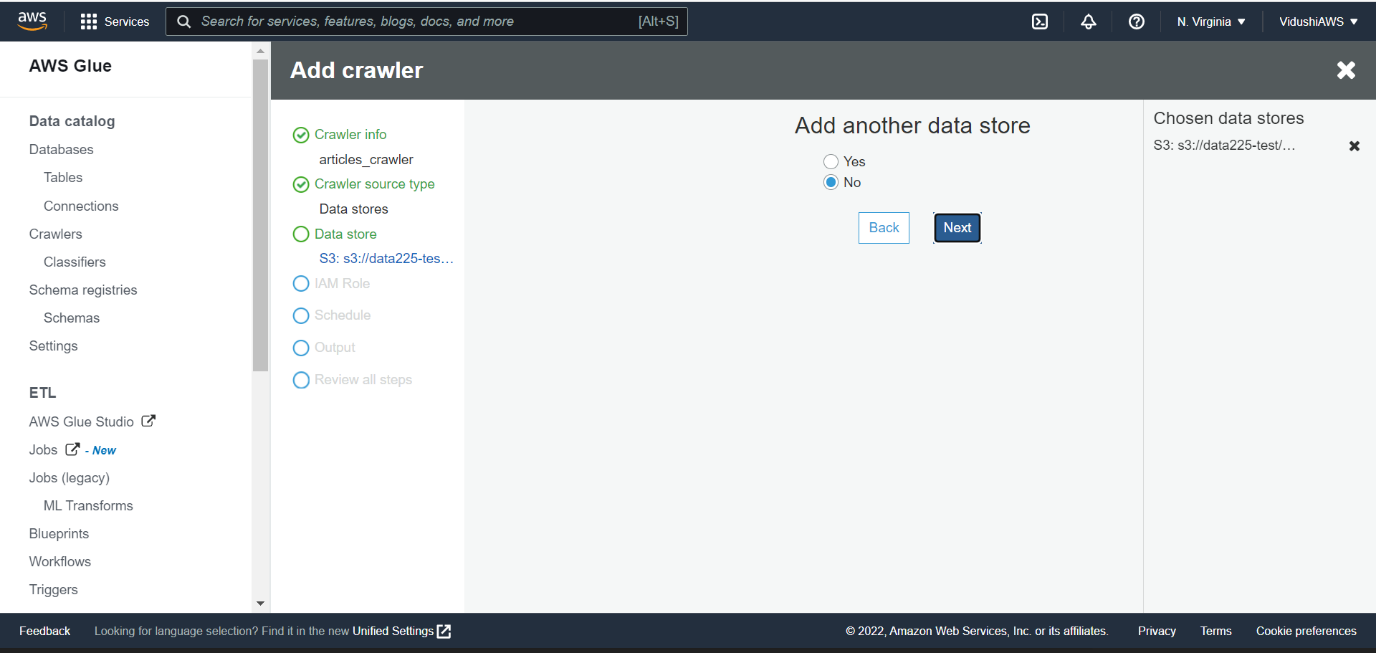 aws
Services
Search for services, features, blogs, docs, and more [Alt+S]
N. Virginia
VidushiAWS
AWS Glue
Data catalog
Databases
Tables
Connections
Crawlers
Classifiers
Schema registries
Schemas
Settings
ETL
AWS Glue Studio
Jobs - New
Jobs (legacy)
ML Transforms
Blueprints
Workflows
Triggers
Add crawler
Crawler info
articles_crawler
Crawler source type
Data stores
Data store
S3: s3://data225-tes...
IAM Role
Schedule
Output
Review all steps
Add another data store
Yes
No
Back Next
Chosen data stores
S3: s3://data225-test/...
Feedback Looking for language selection? Find it in the new Unified Settings © 2022, Amazon Web Services, Inc. or its affiliates. Privacy Terms Cookie preferences